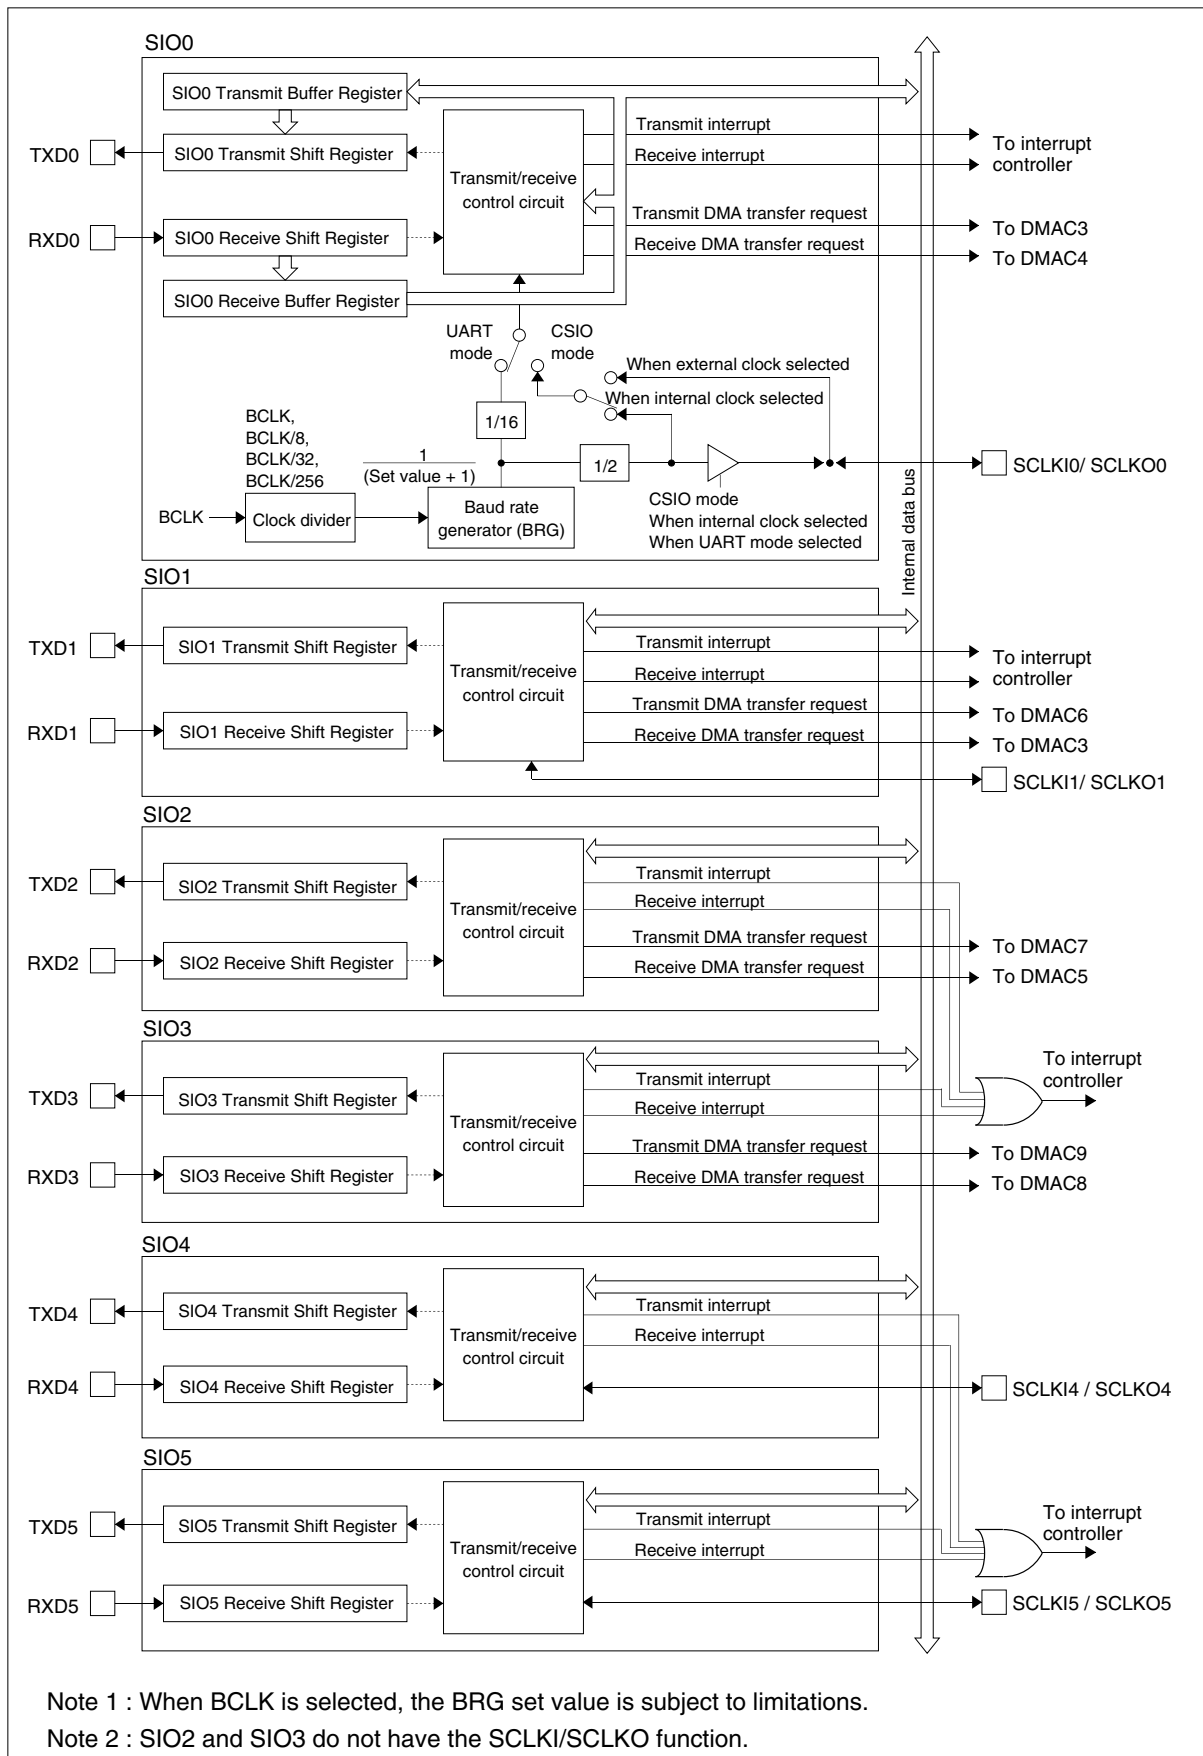 SIO0
SIO0 Transmit Buffer Register
TXD0
SIO0 Transmit Shift Register
Transmit/receive
control circuit
Transmit interrupt
Receive interrupt
To interrupt
controller
RXD0
SIO0 Receive Shift Register
Transmit DMA transfer request
To DMAC3
Receive DMA transfer request
To DMAC4
SIO0 Receive Buffer Register
UART
mode
CSIO
mode
When external clock selected
When internal clock selected
BCLK,
BCLK/8,
BCLK/32,
BCLK/256
1/16
1
(Set value + 1)
1/2
SCLKI0/ SCLKO0
BCLK
Clock divider
Baud rate
generator (BRG)
CSIO mode
When internal clock selected
When UART mode selected
Internal data bus
SIO1
TXD1
SIO1 Transmit Shift Register
Transmit/receive
control circuit
Transmit interrupt
Receive interrupt
To interrupt
controller
RXD1
SIO1 Receive Shift Register
Transmit DMA transfer request
To DMAC6
Receive DMA transfer request
To DMAC3
SCLKI1/ SCLKO1
SIO2
TXD2
SIO2 Transmit Shift Register
Transmit/receive
control circuit
Transmit interrupt
Receive interrupt
RXD2
SIO2 Receive Shift Register
Transmit DMA transfer request
To DMAC7
Receive DMA transfer request
To DMAC5
SIO3
TXD3
SIO3 Transmit Shift Register
Transmit/receive
control circuit
Transmit interrupt
Receive interrupt
To interrupt
controller
RXD3
SIO3 Receive Shift Register
Transmit DMA transfer request
To DMAC9
Receive DMA transfer request
To DMAC8
SIO4
TXD4
SIO4 Transmit Shift Register
Transmit/receive
control circuit
Transmit interrupt
Receive interrupt
RXD4
SIO4 Receive Shift Register
SCLKI4 / SCLKO4
SIO5
TXD5
SIO5 Transmit Shift Register
Transmit/receive
control circuit
Transmit interrupt
Receive interrupt
To interrupt
controller
RXD5
SIO5 Receive Shift Register
SCLKI5 / SCLKO5
Note 1 : When BCLK is selected, the BRG set value is subject to limitations.
Note 2 : SIO2 and SIO3 do not have the SCLKI/SCLKO function.